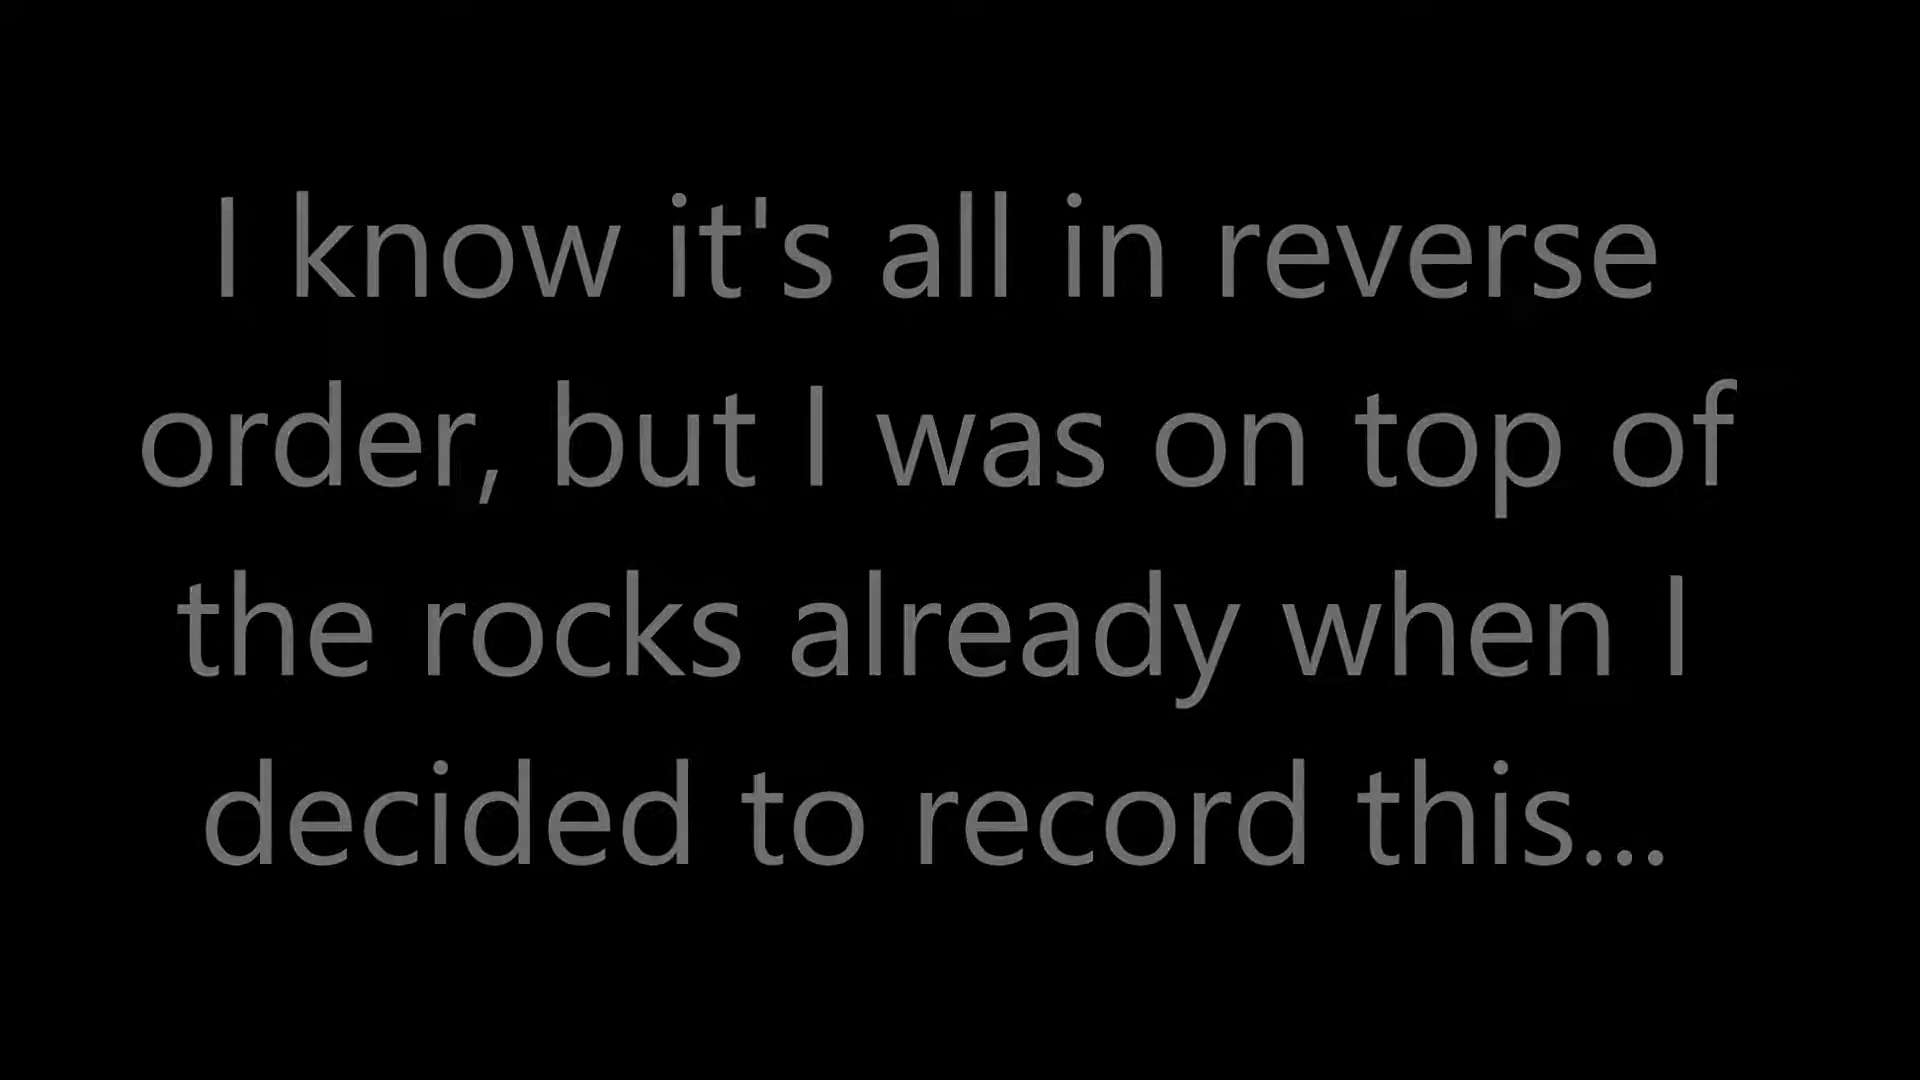 I know it's all in reverse
order, but I was on top of
the rocks already when I
decided to record this...